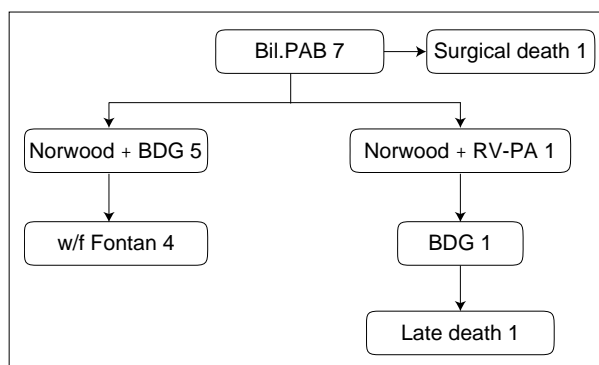 Bil.PAB 7
Surgical death 1
Norwood + BDG 5
Norwood + RV-PA 1
w/f Fontan 4
BDG 1
Late death 1